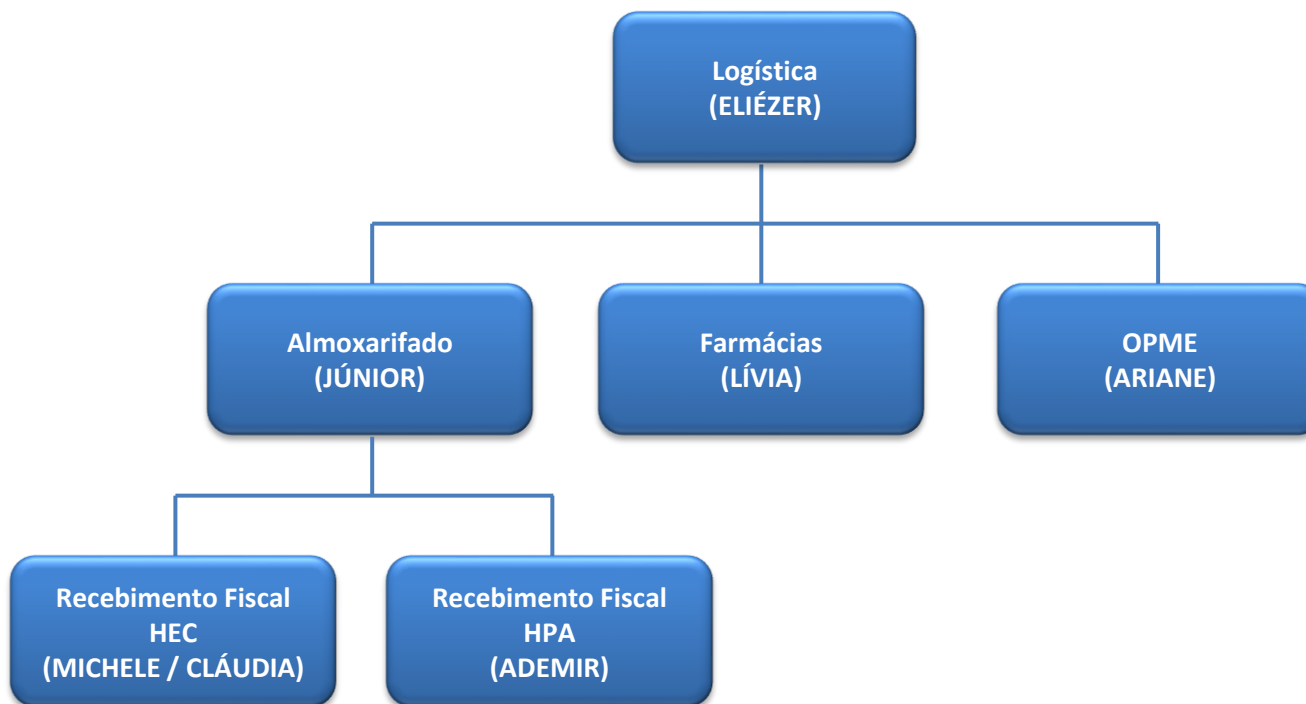 Logística
(ELIÉZER)
Almoxarifado
(JÚNIOR)
Farmácias
(LÍVIA)
OPME
(ARIANE)
Recebimento Fiscal
HEC
(MICHELE / CLÁUDIA)
Recebimento Fiscal
HPA
(ADEMIR)